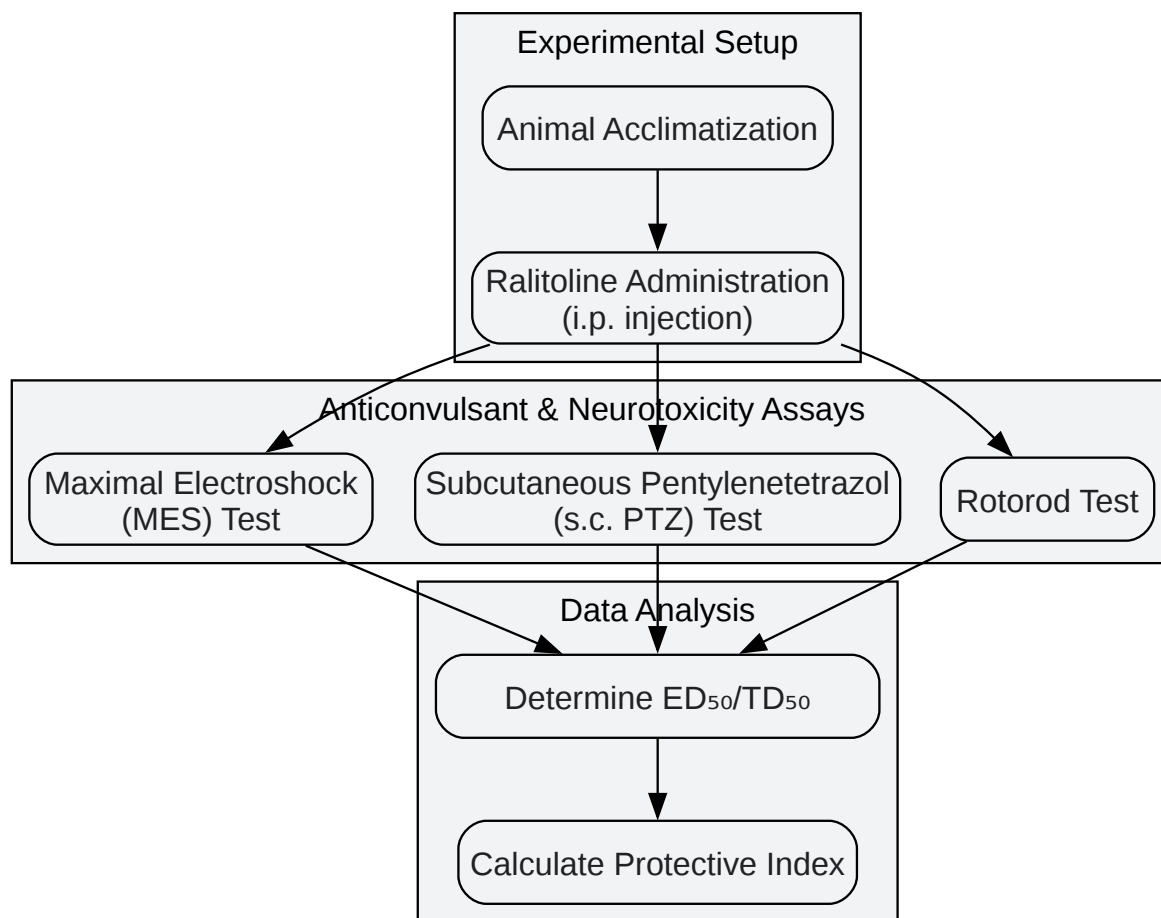 Experimental Setup
Animal Acclimatization
Ralitoline Administration
(i.p. injection)
Anticonvulsant & Neurotoxicity Assays
Maximal Electroshock
(MES) Test
Subcutaneous Pentylenetetrazol
(s.c. PTZ) Test
Rotorod Test
Data Analysis
Determine ED₅₀/TD₅₀
Calculate Protective Index